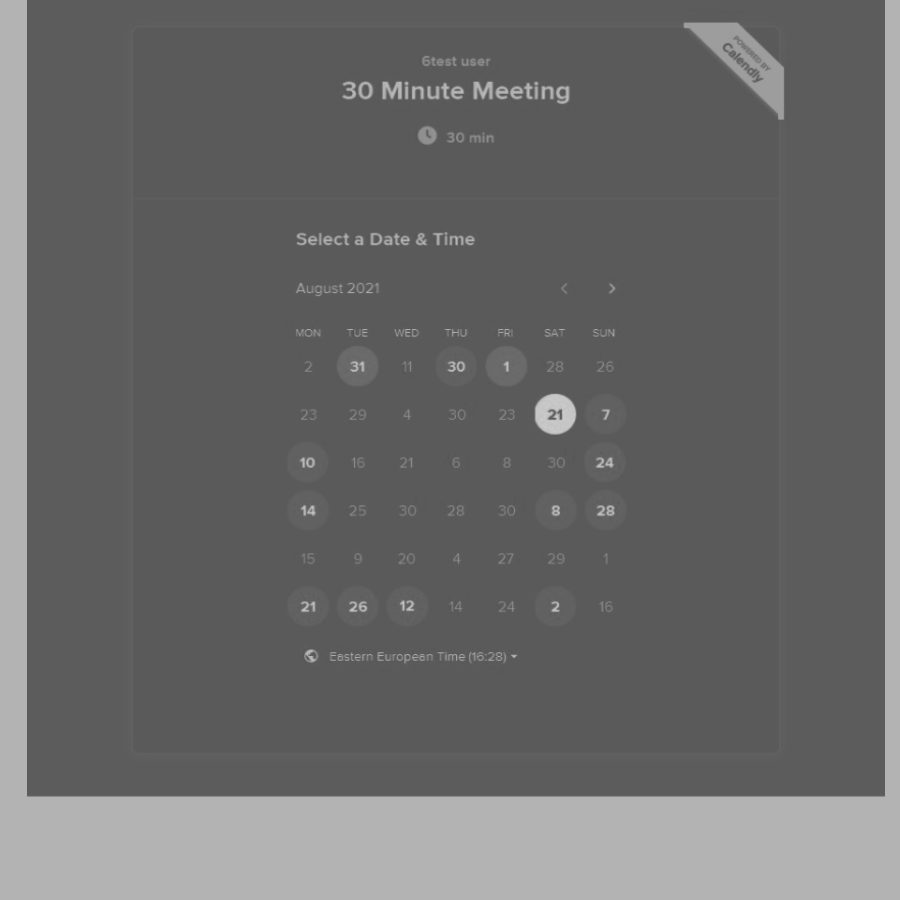 POWERED BY
Calendly
6test user
30 Minute Meeting
30 min
Select a Date & Time
August 2021
MON TUE WED THU FRI SAT SUN
2 31 11 30 1 28 26
23 29 4 30 23 21 7
10 16 21 6 8 30 24
14 25 30 28 30 8 28
15 9 20 4 27 29 1
21 26 12 14 24 2 16
Eastern European Time (16:28)